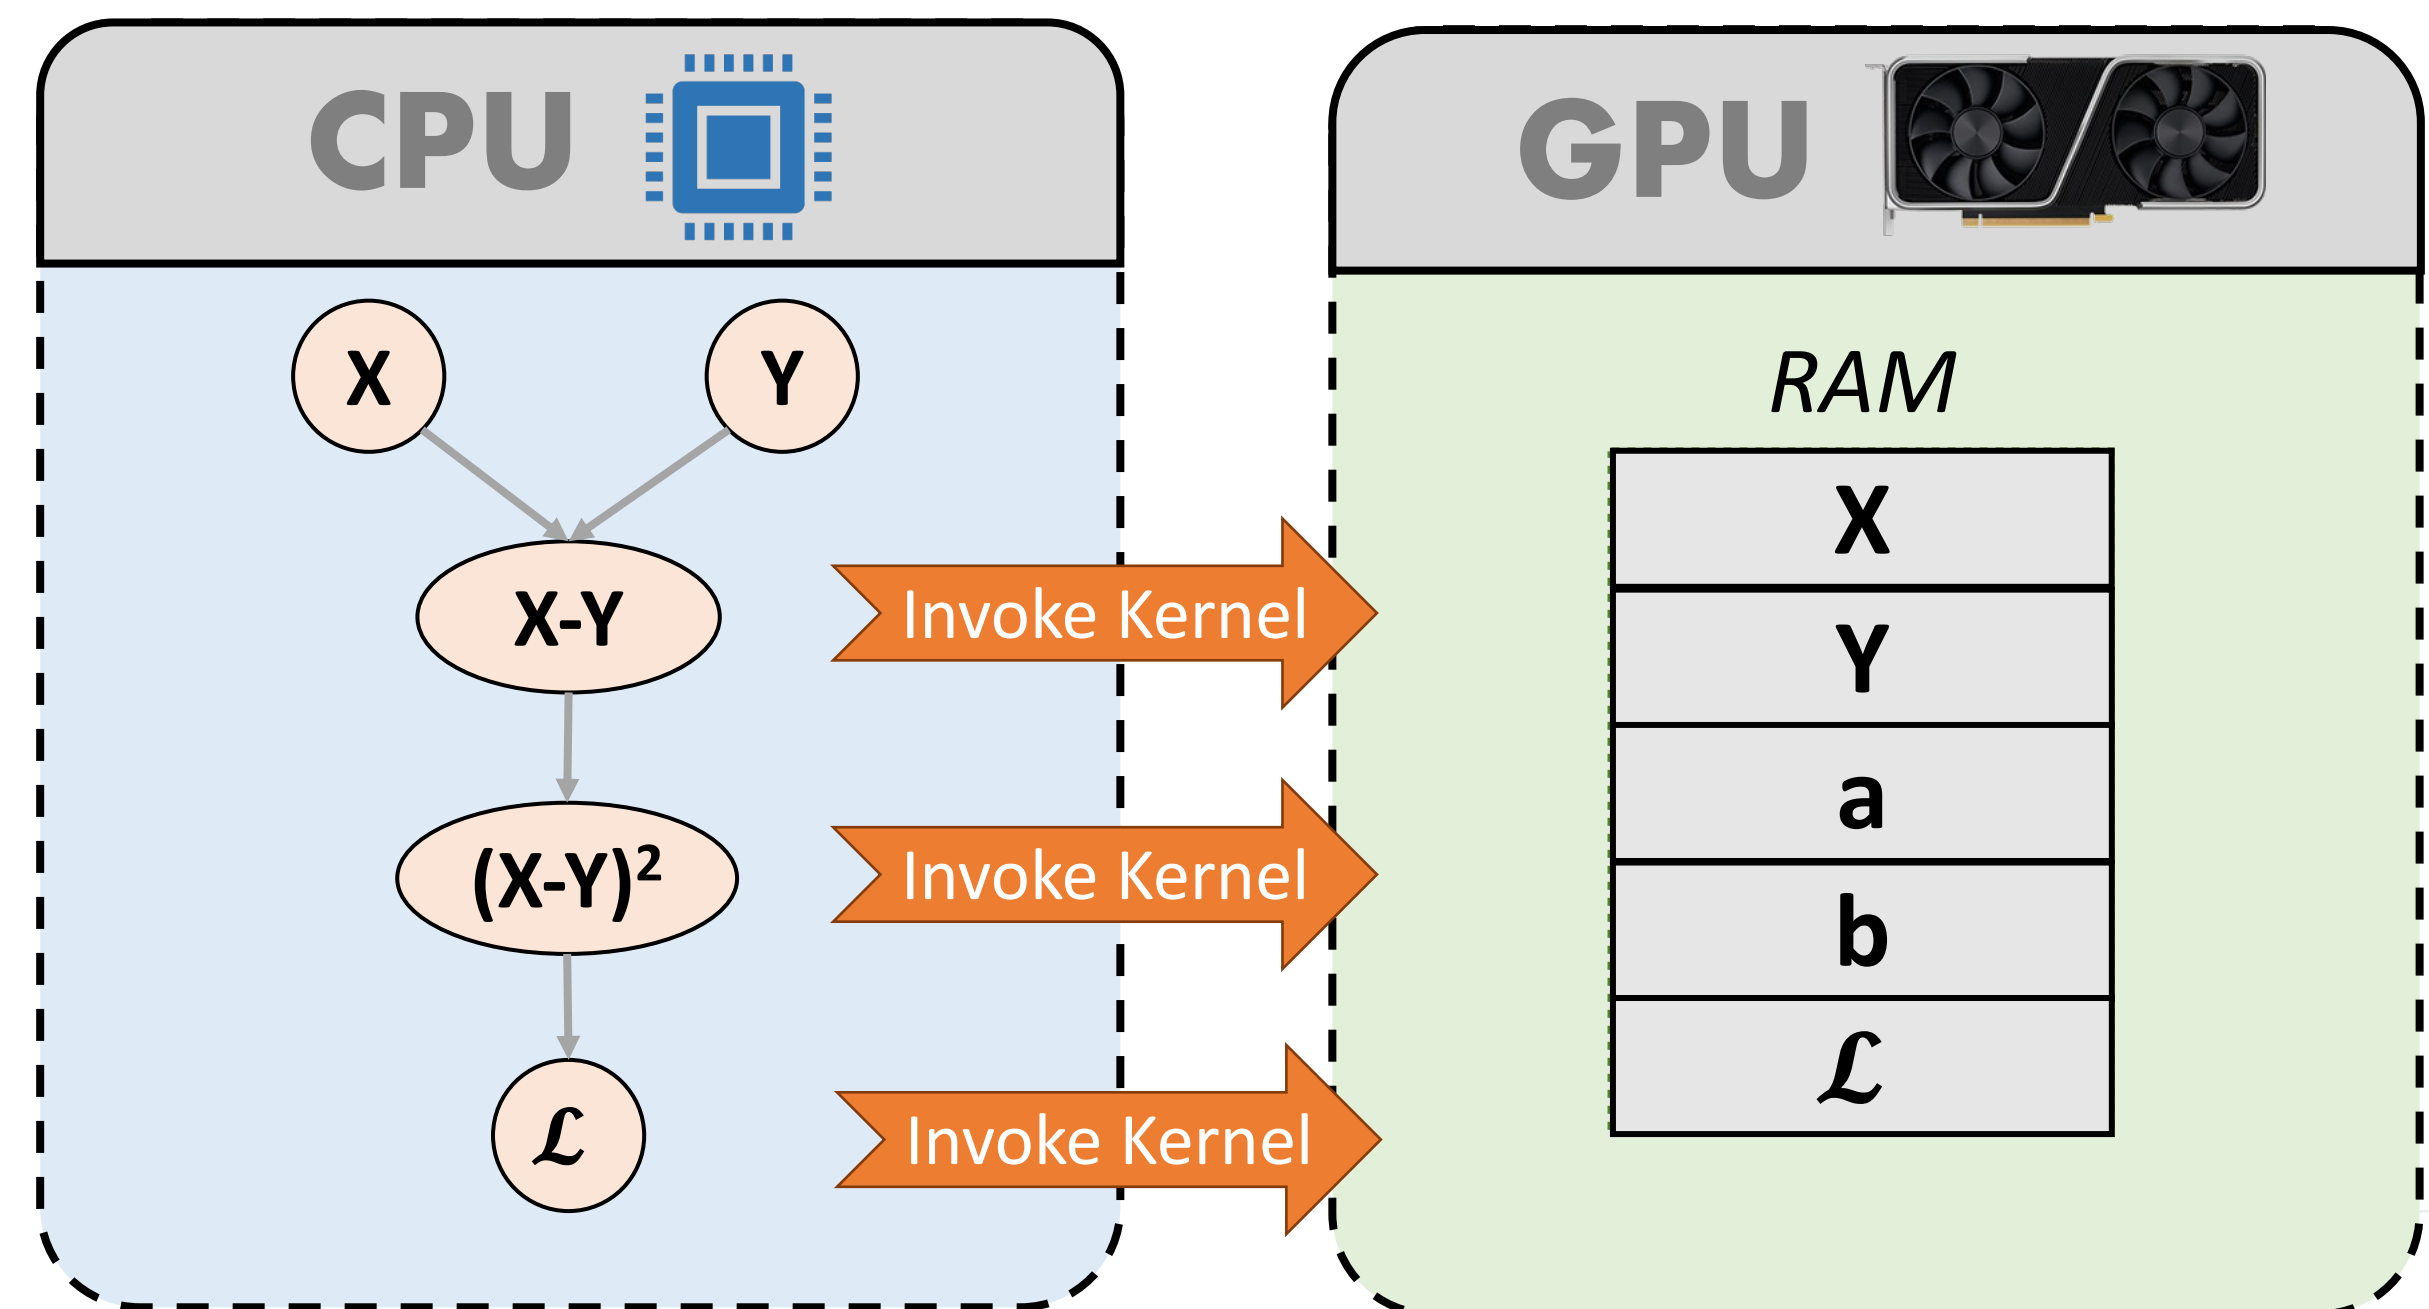 CPU
X
Y
X-Y
(X-Y)²
ℒ
Invoke Kernel
Invoke Kernel
Invoke Kernel
GPU
RAM
X
Y
a
b
ℒ